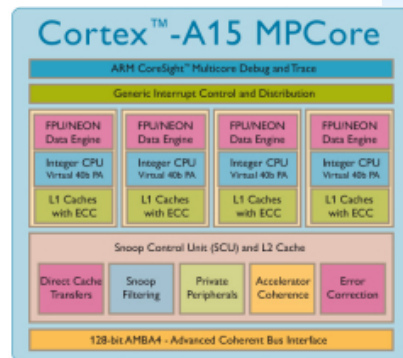 Cortex™-A15 MPCore
ARM CoreSight™ Multicore Debug and Trace
Generic Interrupt Control and Distribution
FPU/NEON
Data Engine
Integer CPU
Virtual 40b PA
L1 Caches
with ECC
FPU/NEON
Data Engine
Integer CPU
Virtual 40b PA
L1 Caches
with ECC
FPU/NEON
Data Engine
Integer CPU
Virtual 40b PA
L1 Caches
with ECC
FPU/NEON
Data Engine
Integer CPU
Virtual 40b PA
L1 Caches
with ECC
Snoop Control Unit (SCU) and L2 Cache
Direct Cache
Transfers
Snoop
Filtering
Private
Peripherals
Accelerator
Coherence
Error
Correction
128-bit AMBA4 - Advanced Coherent Bus Interface